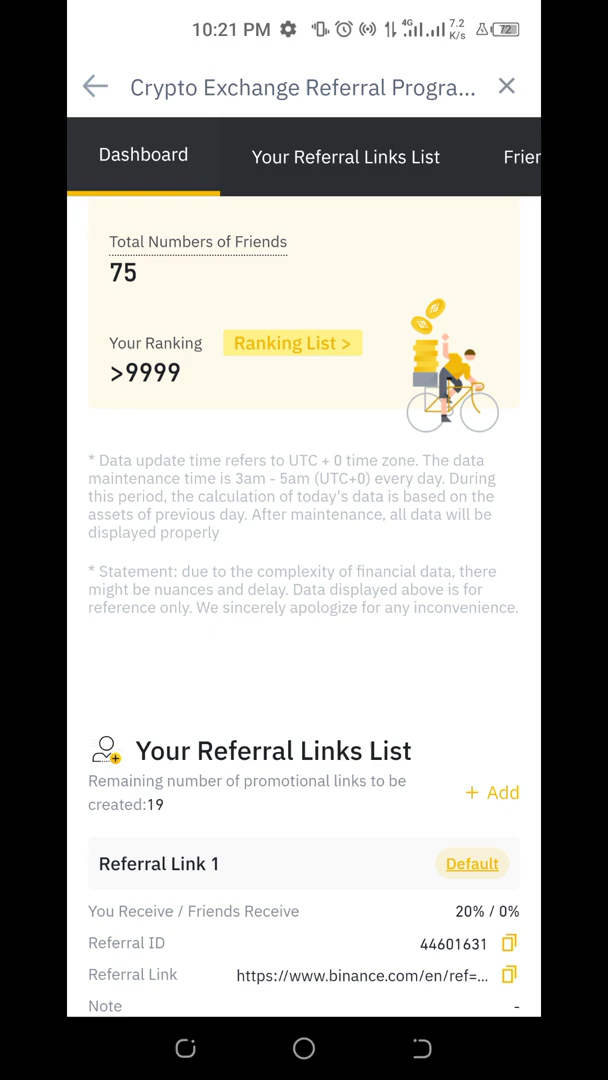 10:21 PM 4G 7.2 K/s 72
Crypto Exchange Referral Progra...
Dashboard Your Referral Links List Frier
Total Numbers of Friends
75
Your Ranking Ranking List >
>9999
* Data update time refers to UTC + 0 time zone. The data
maintenance time is 3am - 5am (UTC+0) every day. During
this period, the calculation of today's data is based on the
assets of previous day. After maintenance, all data will be
displayed properly
* Statement: due to the complexity of financial data, there
might be nuances and delay. Data displayed above is for
reference only. We sincerely apologize for any inconvenience.
Your Referral Links List
Remaining number of promotional links to be
created:19
+ Add
Referral Link 1 Default
You Receive / Friends Receive 20% / 0%
Referral ID 44601631
Referral Link https://www.binance.com/en/ref=...
Note -